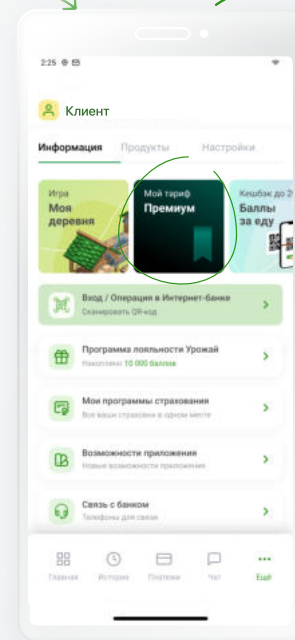 2:25
Клиент
Информация Продукты Настройки
Игра
Моя
деревня
Мой тариф
Премиум
Кешбэк до 2
Баллы
за еду
Вход / Операция в Интернет-банке
Сканировать QR-код
Программа лояльности Урожай
Накоплено 10 000 баллов
Мои программы страхования
Все ваши страховки в одном месте
Возможности приложения
Новые возможности приложения
Связь с банком
Телефоны для связи
Главная История Платежи Чат Ещё